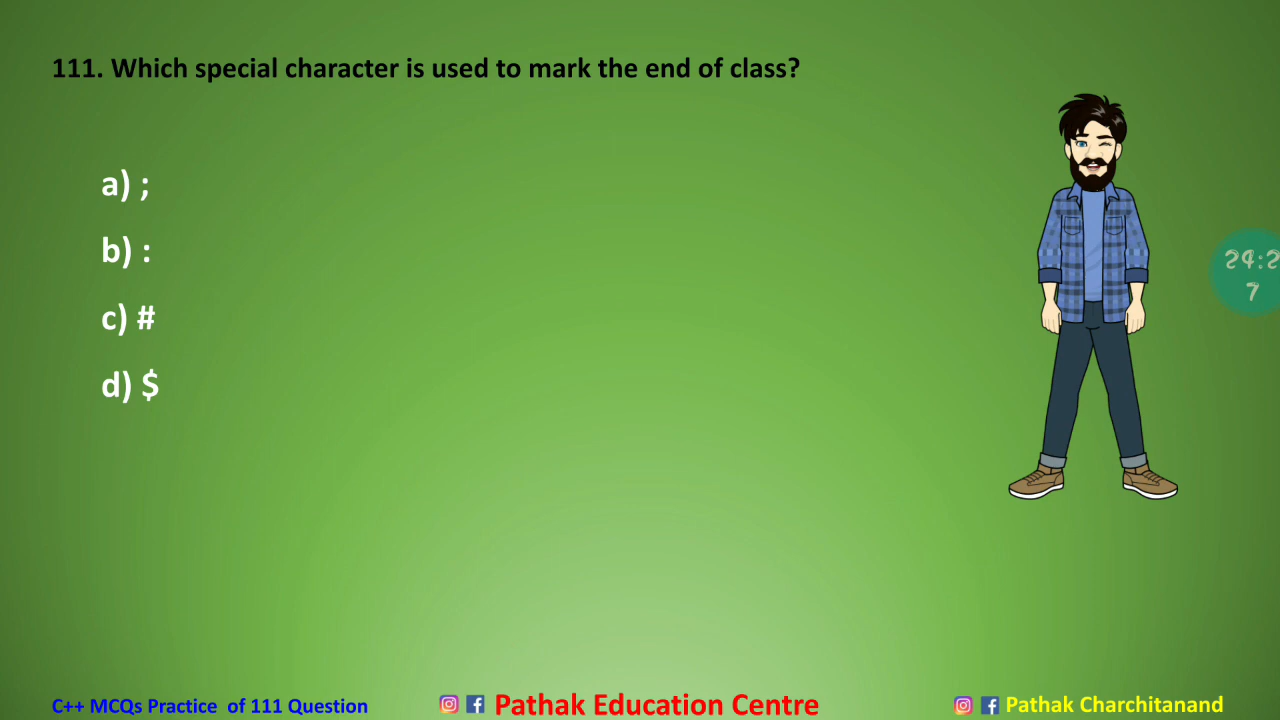 111. Which special character is used to mark the end of class?
a) ;
b) :
c) #
d) $
24:2
7
C++ MCQs Practice of 111 Question
Pathak Education Centre
Pathak Charchitanand